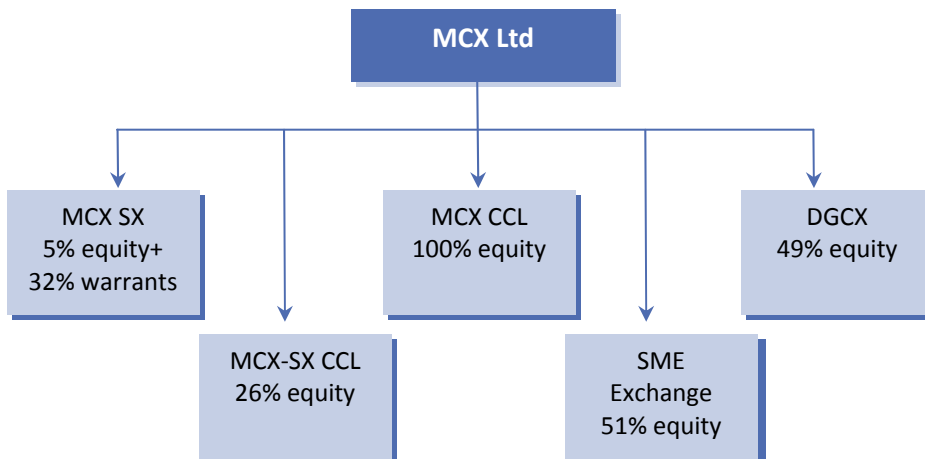 MCX Ltd
MCX SX
5% equity+
32% warrants
MCX CCL
100% equity
DGCX
49% equity
MCX-SX CCL
26% equity
SME
Exchange
51% equity